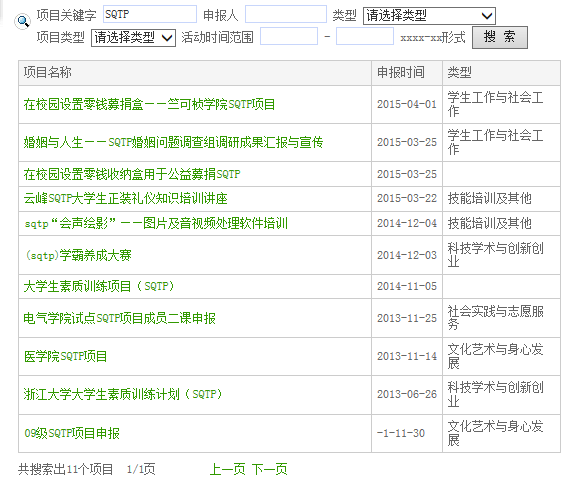 项目关键字 SQTP 申报人 类型 请选择类型
项目类型 请选择类型 活动时间范围 - xxxx-xx形式 搜 索
项目名称 申报时间 类型
在校园设置零钱募捐盒－－竺可桢学院SQTP项目 2015-04-01 学生工作与社会工
作
婚姻与人生－－SQTP婚姻问题调查组调研成果汇报与宣传 2015-03-25 学生工作与社会工
作
在校园设置零钱收纳盒用于公益募捐SQTP 2015-03-25
云峰SQTP大学生正装礼仪知识培训讲座 2015-03-22 技能培训及其他
sqtp“会声绘影”－－图片及音视频处理软件培训 2014-12-04 技能培训及其他
(sqtp)学霸养成大赛 2014-12-03 科技学术与创新创
业
大学生素质训练项目（SQTP） 2014-11-05
电气学院试点SQTP项目成员二课申报 2013-11-25 社会实践与志愿服
务
医学院SQTP项目 2013-11-14 文化艺术与身心发
展
浙江大学大学生素质训练计划（SQTP） 2013-06-26 科技学术与创新创
业
09级SQTP项目申报 -1-11-30 文化艺术与身心发
展
共搜索出11个项目 1/1页 上一页 下一页